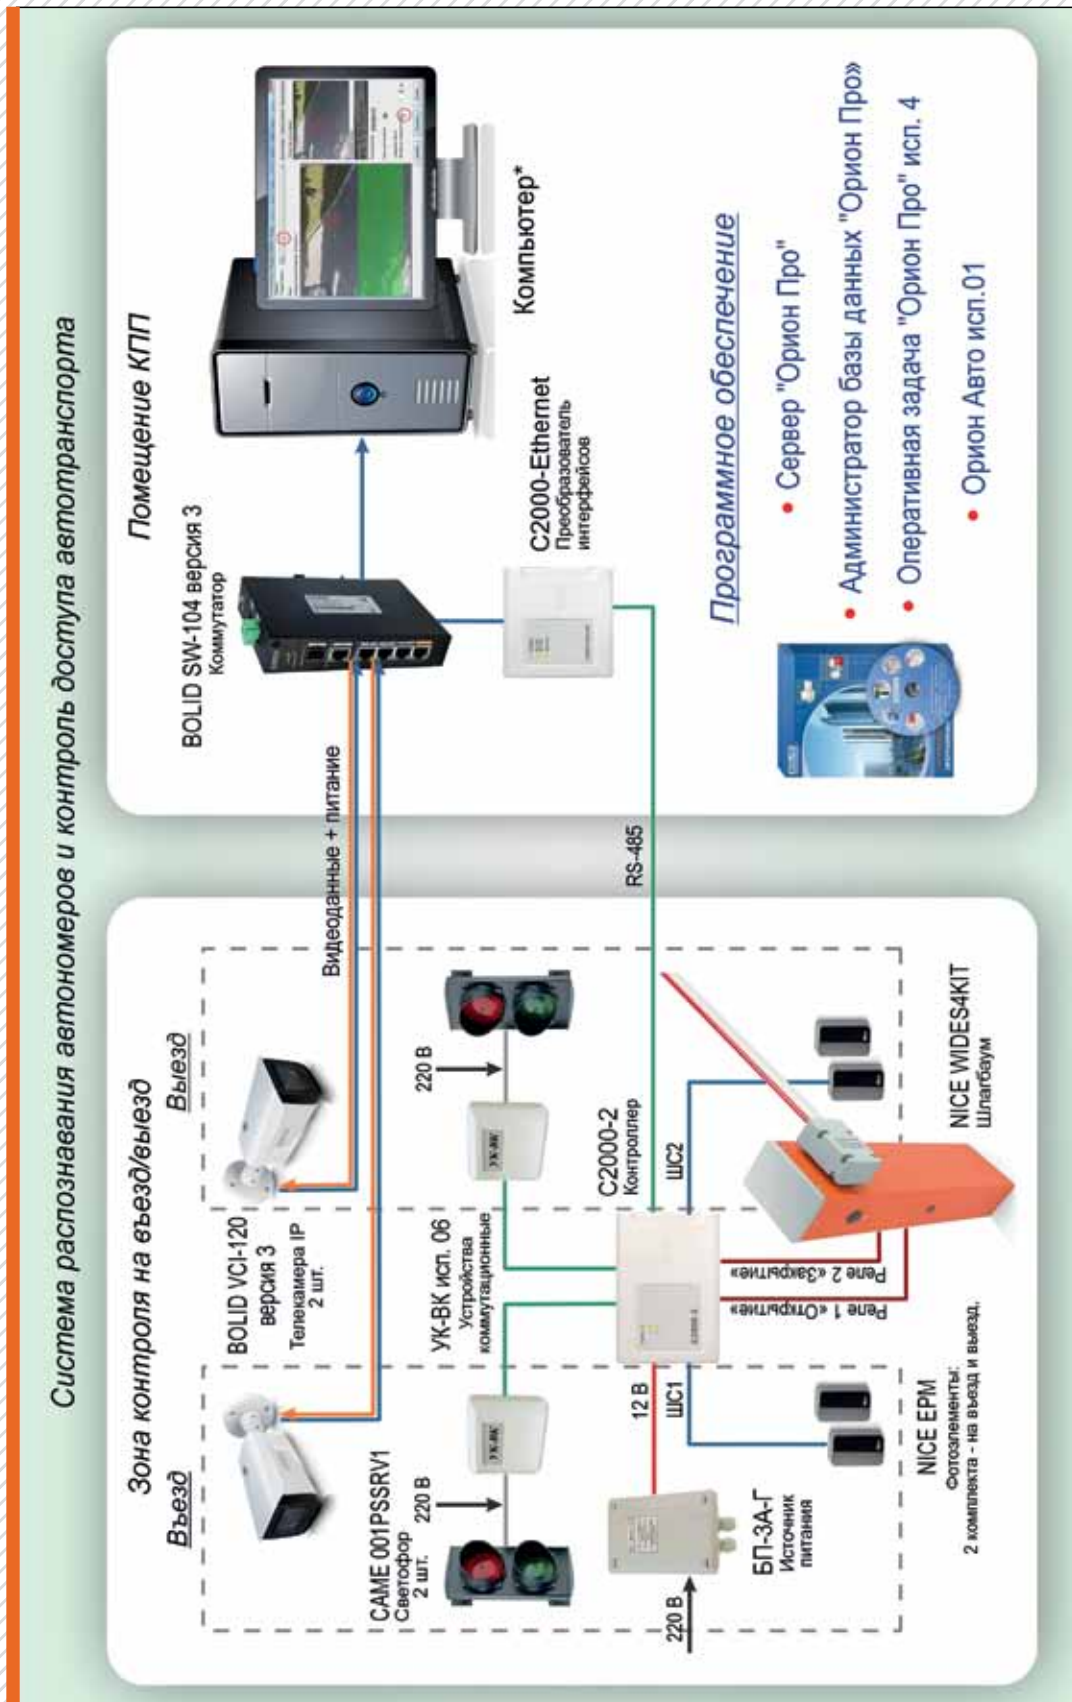 Система распознавания автономеров и контроль доступа автотранспорта
Зона контроля на въезд/выезд
Въезд
Выезд
BOLID VCI-120
версия 3
Телекамера IP
2 шт.
Видеоданные + питание
CAME 001PSSRV1
Светофор
2 шт.
220 В
УК-ВК
УК-ВК исп. 06
Устройства
коммутационные
УК-ВК
220 В
БП-3А-Г
Источник
питания
220 В
12 В
ШС1
С2000-2
Контроллер
ШС2
RS-485
Реле 1 «Открытие»
Реле 2 «Закрытие»
NICE EPM
Фотоэлементы:
2 комплекта - на въезд и выезд,
NICE WIDES4KIT
Шлагбаум
Помещение КПП
BOLID SW-104 версия 3
Коммутатор
Компьютер*
С2000-Ethernet
Преобразователь
интерфейсов
Программное обеспечение
• Сервер "Орион Про"
• Администратор базы данных "Орион Про»
• Оперативная задача "Орион Про" исп. 4
• Орион Авто исп.01